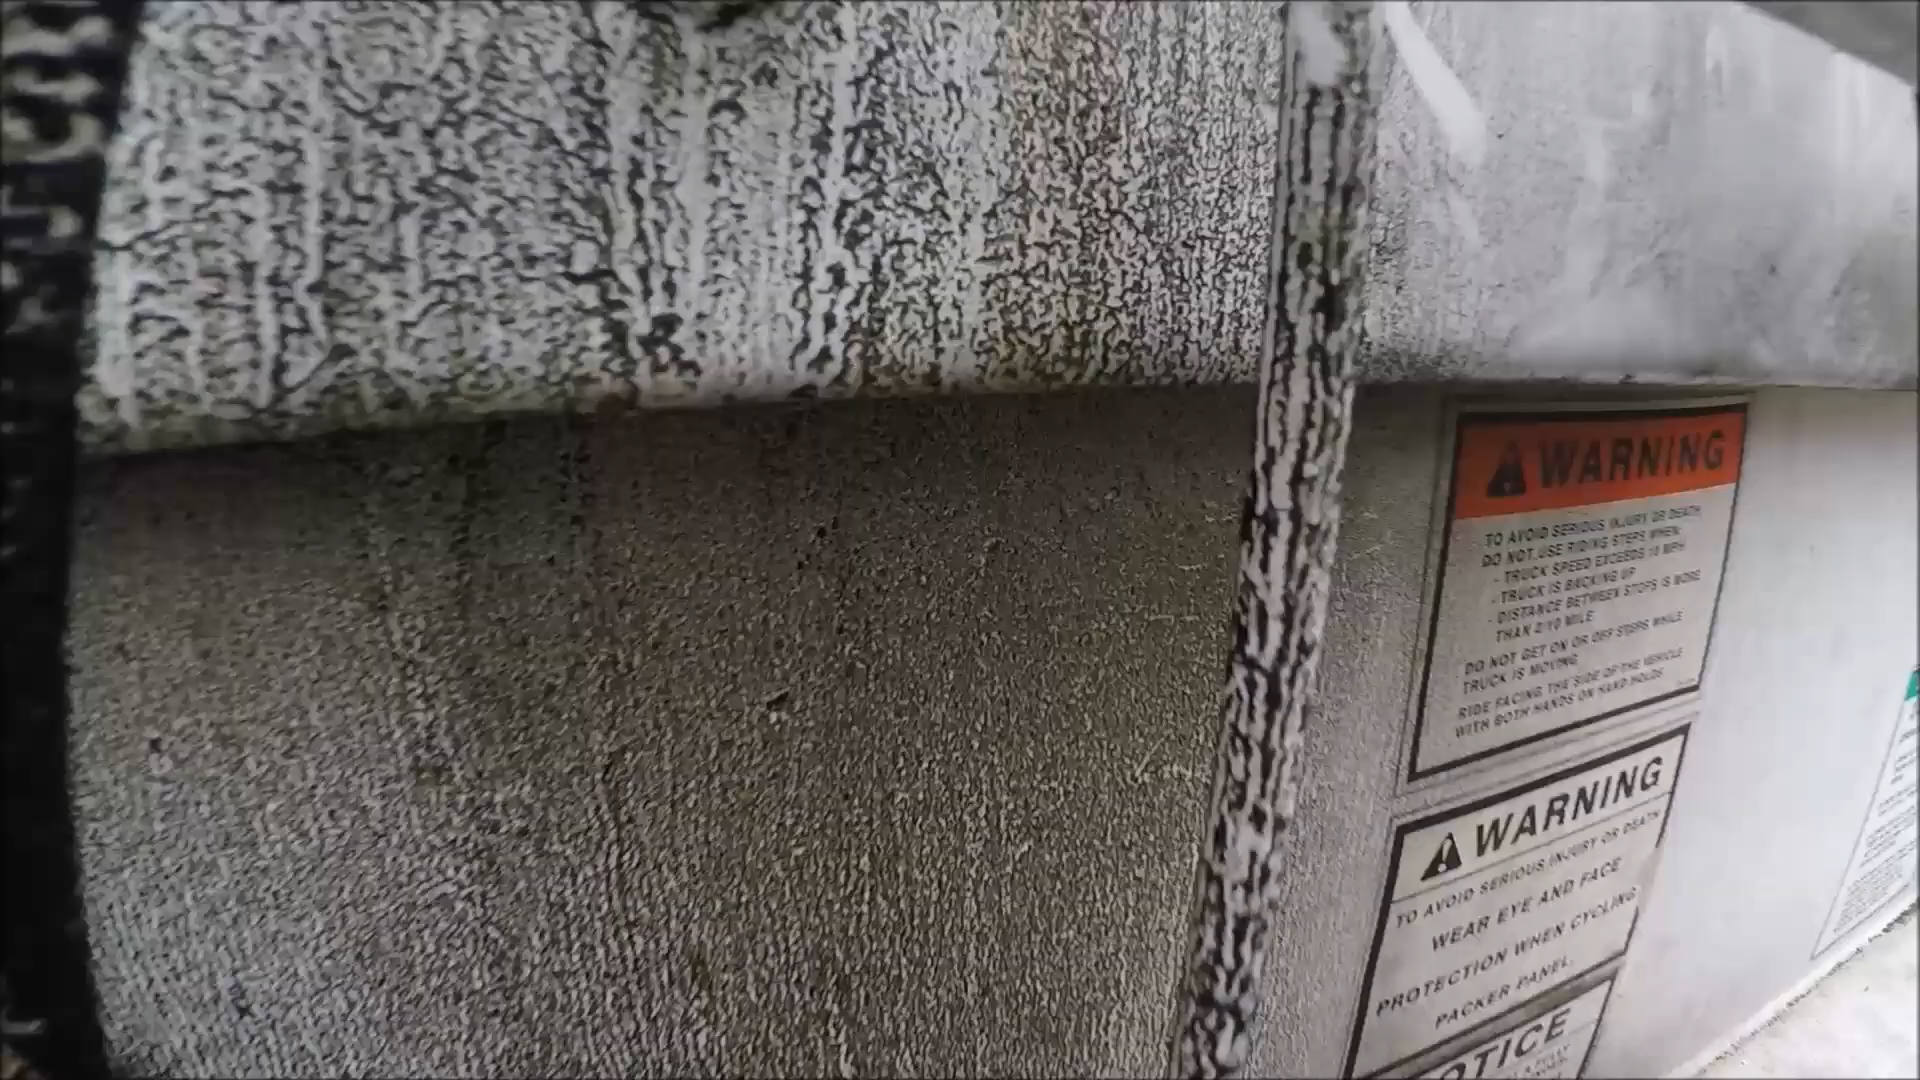 WARNING
TO AVOID SERIOUS INJURY OR DEATH
DO NOT USE RIDING STEPS WHEN:
- TRUCK SPEED EXCEEDS 10 MPH
- TRUCK IS BACKING UP
- DISTANCE BETWEEN STOPS IS MORE
THAN 2/10 MILE
DO NOT GET ON OR OFF STEPS WHILE
TRUCK IS MOVING
RIDE FACING THE SIDE OF THE VEHICLE
WITH BOTH HANDS ON HAND HOLDS
WARNING
TO AVOID SERIOUS INJURY OR DEATH
WEAR EYE AND FACE
PROTECTION WHEN CYCLING
PACKER PANEL.
OTICE